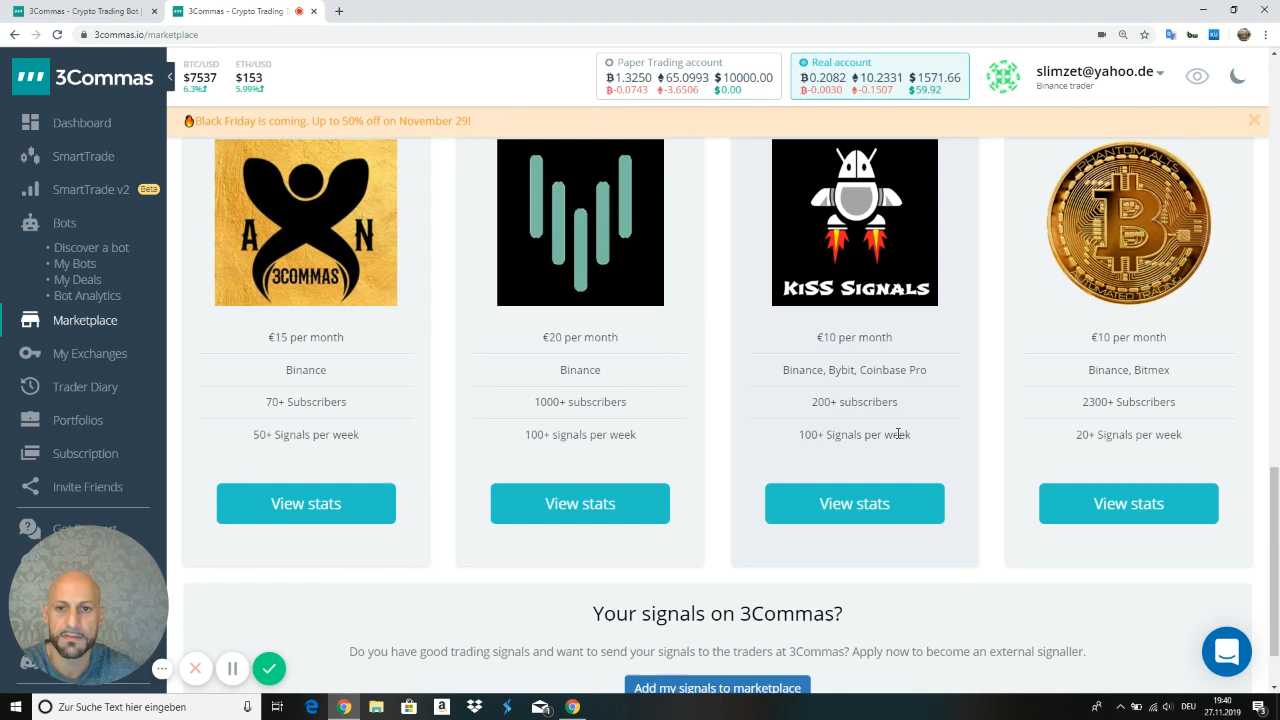 3Commas - Crypto Trading Bot |
3Commas - Crypto Trading
3commas.io/marketplace
3Commas
BTC/USD
$7537
6.3%
ETH/USD
$153
5.99%
Paper Trading account
1.3250 65.0993 $10000.00
-0.0743 -3.6506 $0.00
Real account
0.2082 10.2331 $1571.66
-0.0030 -0.1507 $59.92
slimzet@yahoo.de
Binance trader
Black Friday is coming. Up to 50% off on November 29!
Dashboard
SmartTrade
SmartTrade v2 Beta
Bots
• Discover a bot
• My Bots
• My Deals
• Bot Analytics
Marketplace
My Exchanges
Trader Diary
Portfolios
Subscription
Invite Friends
A N
3COMMAS
€15 per month
Binance
70+ Subscribers
50+ Signals per week
View stats
€20 per month
Binance
1000+ subscribers
100+ signals per week
View stats
KiSS SIGNALS
€10 per month
Binance, Bybit, Coinbase Pro
200+ subscribers
100+ Signals per week
View stats
PHANTOM ALTS
AUTOMATED TRADING
€10 per month
Binance, Bitmex
2300+ Subscribers
20+ Signals per week
View stats
Your signals on 3Commas?
Do you have good trading signals and want to send your signals to the traders at 3Commas? Apply now to become an external signaller.
Add my signals to marketplace
Zur Suche Text hier eingeben
DEU
19:40
27.11.2019